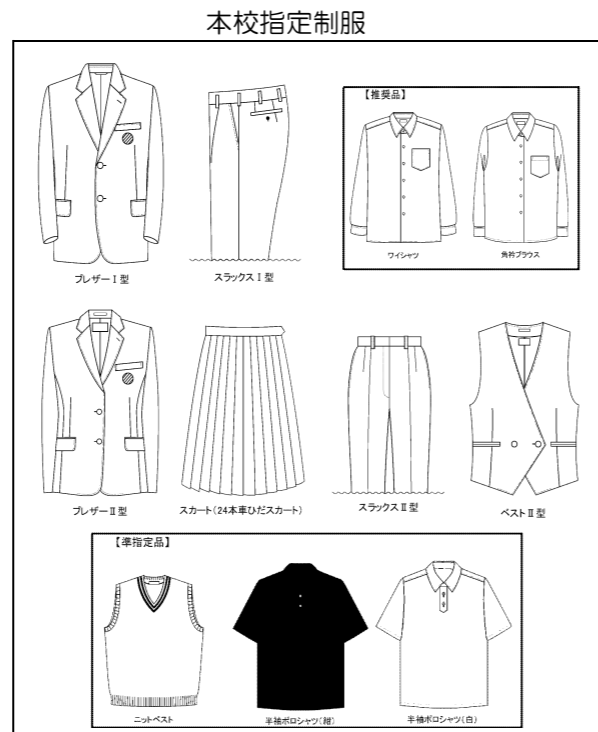 本校指定制服
【推奨品】
ワイシャツ
角衿ブラウス
ブレザーⅠ型
スラックスⅠ型
ブレザーⅡ型
スカート(24本車ひだスカート)
スラックスⅡ型
ベストⅡ型
【準指定品】
ニットベスト
半袖ポロシャツ(紺)
半袖ポロシャツ(白)